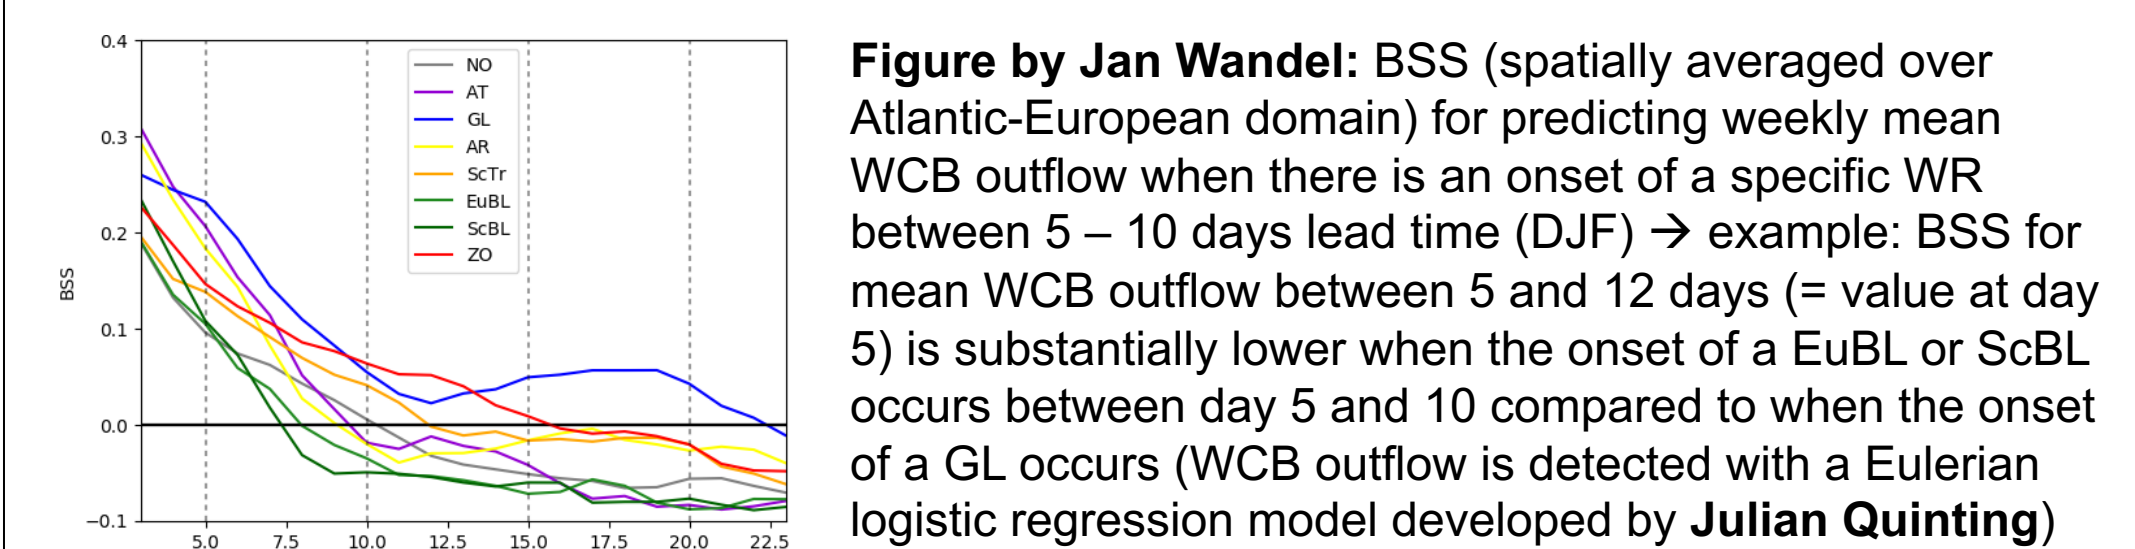 0.4
0.3
0.2
0.1
0.0
−0.1
BSS
5.0 7.5 10.0 12.5 15.0 17.5 20.0 22.5
NO
AT
GL
AR
ScTr
EuBL
ScBL
ZO
Figure by Jan Wandel: BSS (spatially averaged over
Atlantic-European domain) for predicting weekly mean
WCB outflow when there is an onset of a specific WR
between 5 – 10 days lead time (DJF) → example: BSS for
mean WCB outflow between 5 and 12 days (= value at day
5) is substantially lower when the onset of a EuBL or ScBL
occurs between day 5 and 10 compared to when the onset
of a GL occurs (WCB outflow is detected with a Eulerian
logistic regression model developed by Julian Quinting)